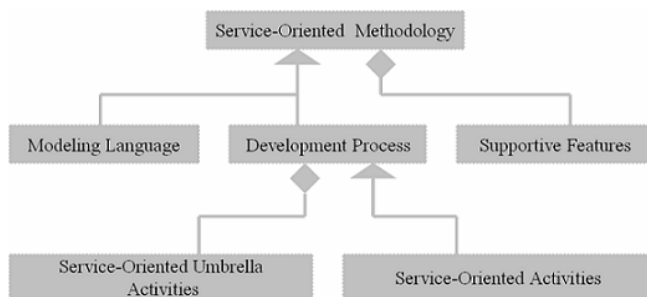 Service-Oriented Methodology
Modeling Language
Development Process
Supportive Features
Service-Oriented Umbrella
Activities
Service-Oriented Activities